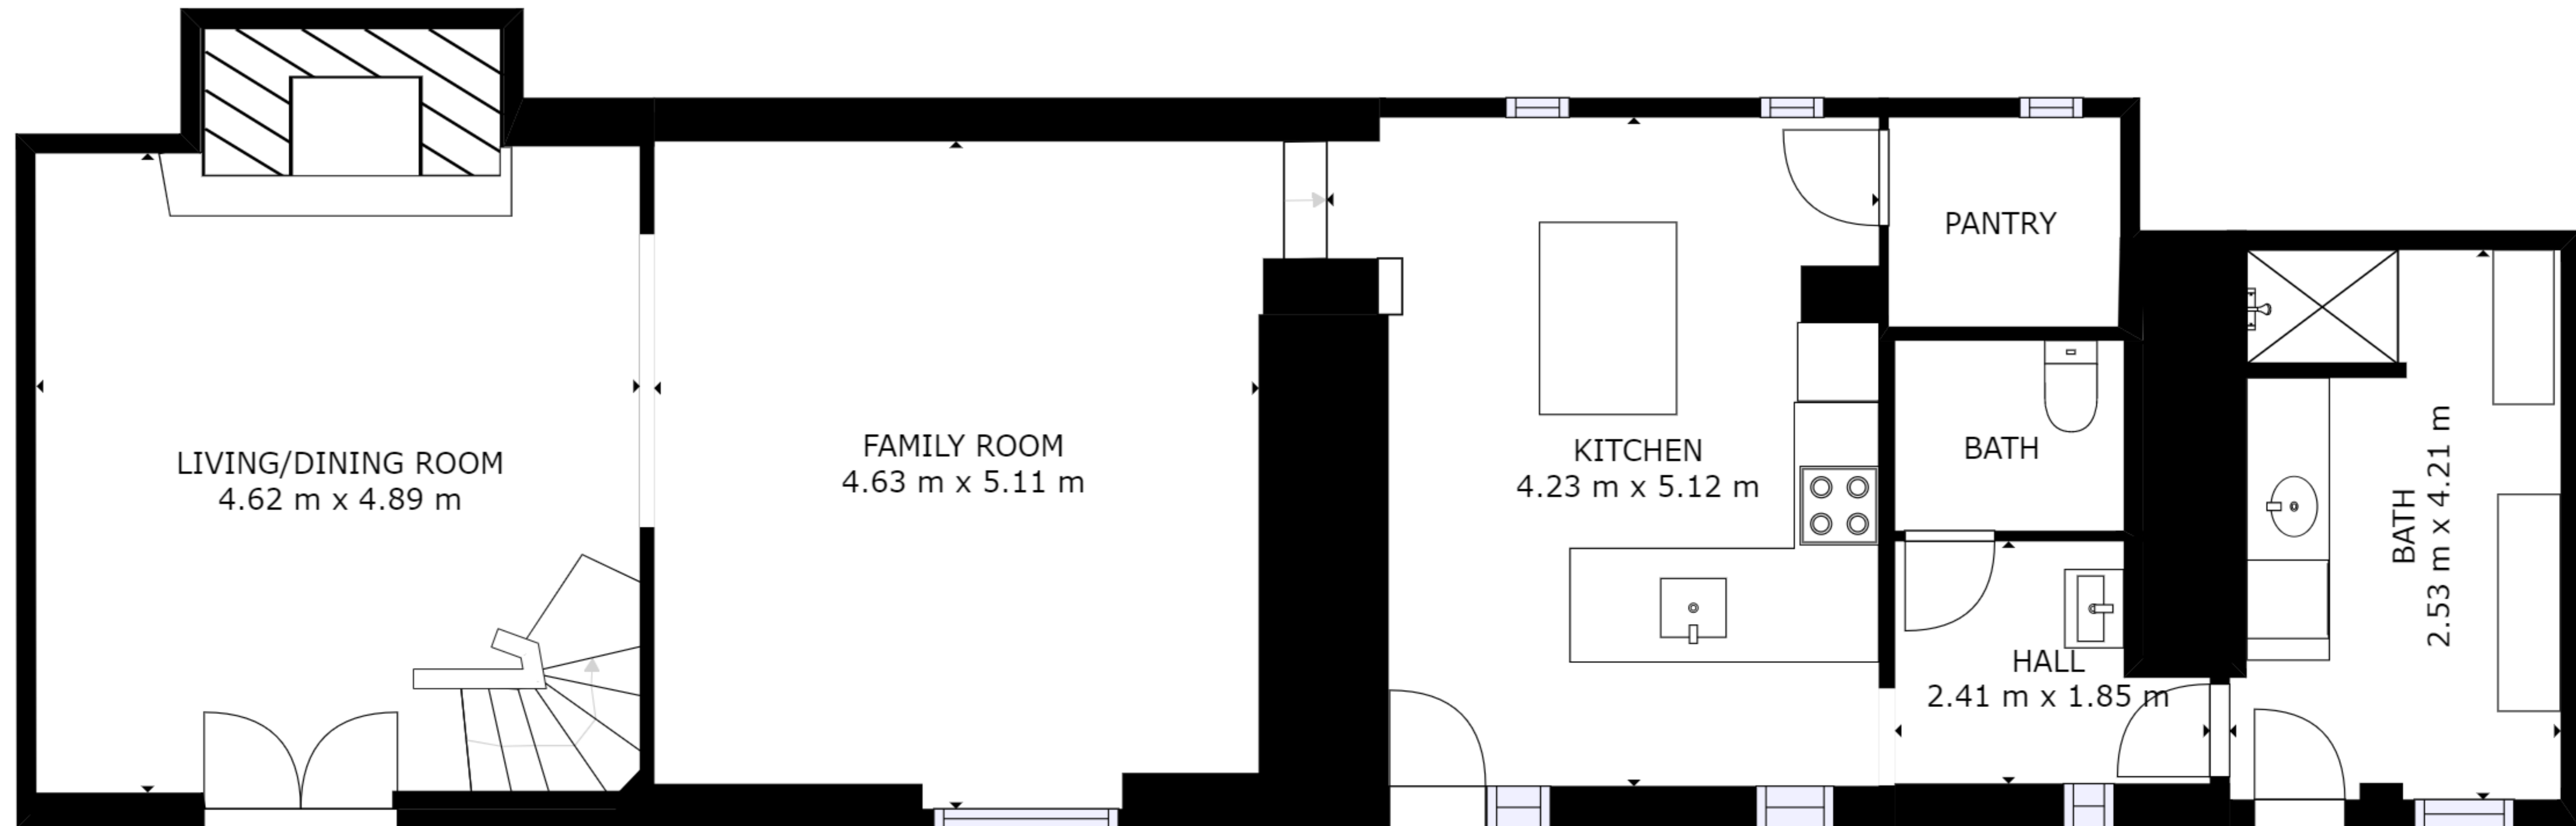 LIVING/DINING ROOM
4.62 m x 4.89 m
FAMILY ROOM
4.63 m x 5.11 m
KITCHEN
4.23 m x 5.12 m
PANTRY
BATH
HALL
2.41 m x 1.85 m
BATH
2.53 m x 4.21 m